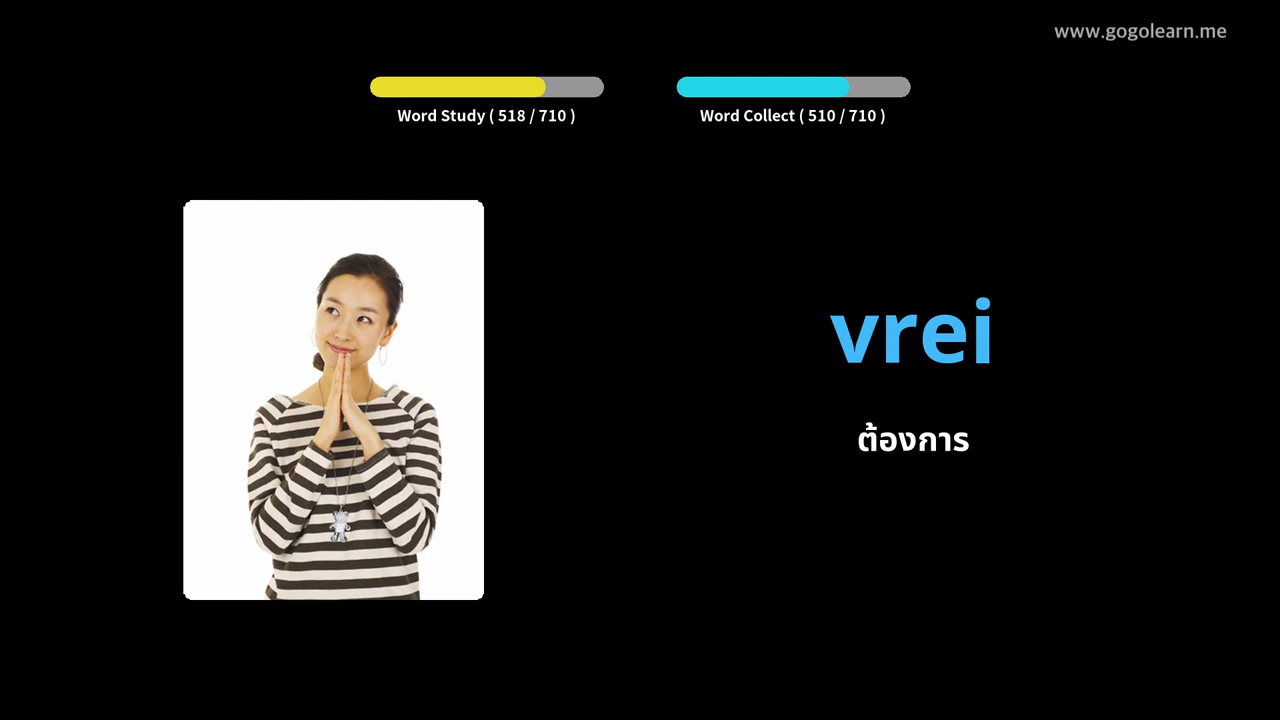 www.gogolearn.me
Word Study ( 518 / 710 )
Word Collect ( 510 / 710 )
vrei
ต้องการ